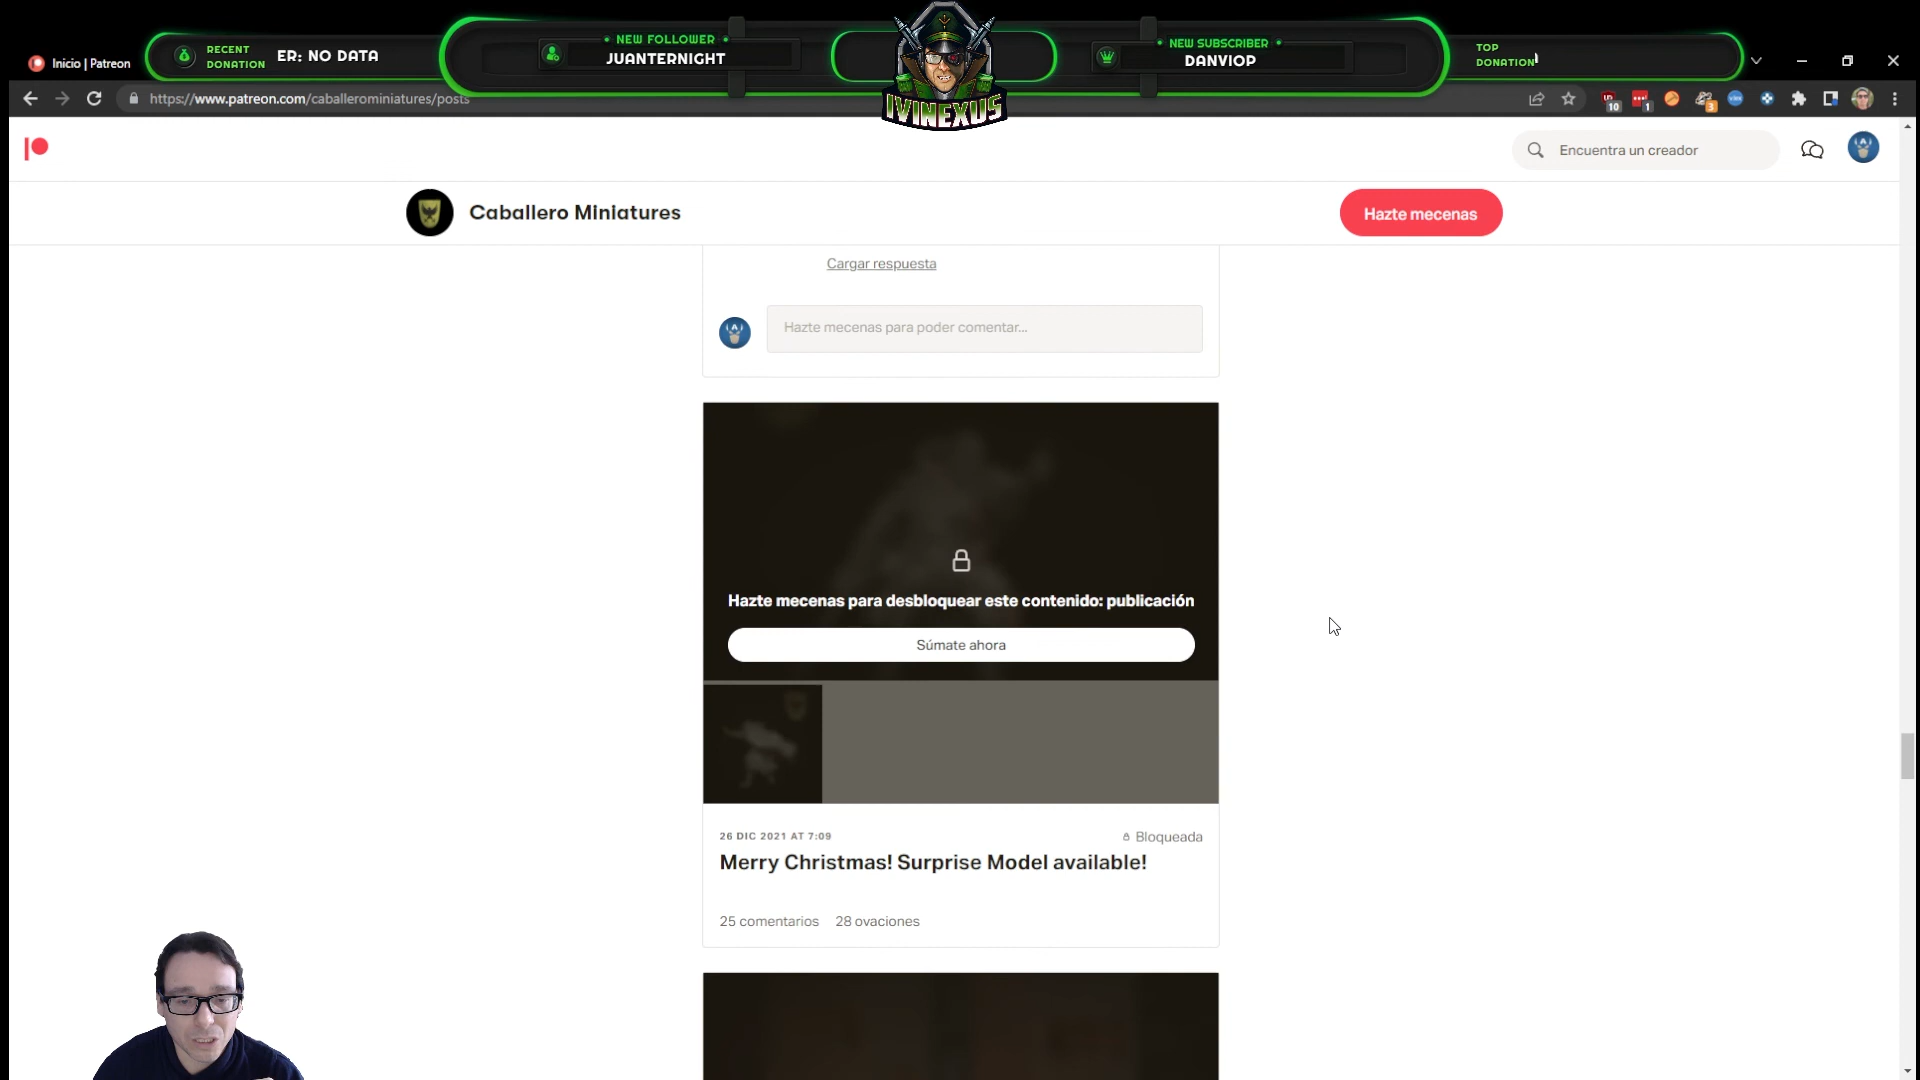 Inicio | Patreon
RECENT
DONATION
ER: NO DATA
NEW FOLLOWER
JUANTERNIGHT
IVINEXUS
NEW SUBSCRIBER
DANVIOP
TOP
DONATION
https://www.patreon.com/caballerominiatures/posts
10
1
3
Encuentra un creador
Caballero Miniatures
Hazte mecenas
Cargar respuesta
Hazte mecenas para poder comentar...
Hazte mecenas para desbloquear este contenido: publicación
Súmate ahora
26 DIC 2021 AT 7:09
Bloqueada
Merry Christmas! Surprise Model available!
25 comentarios 28 ovaciones